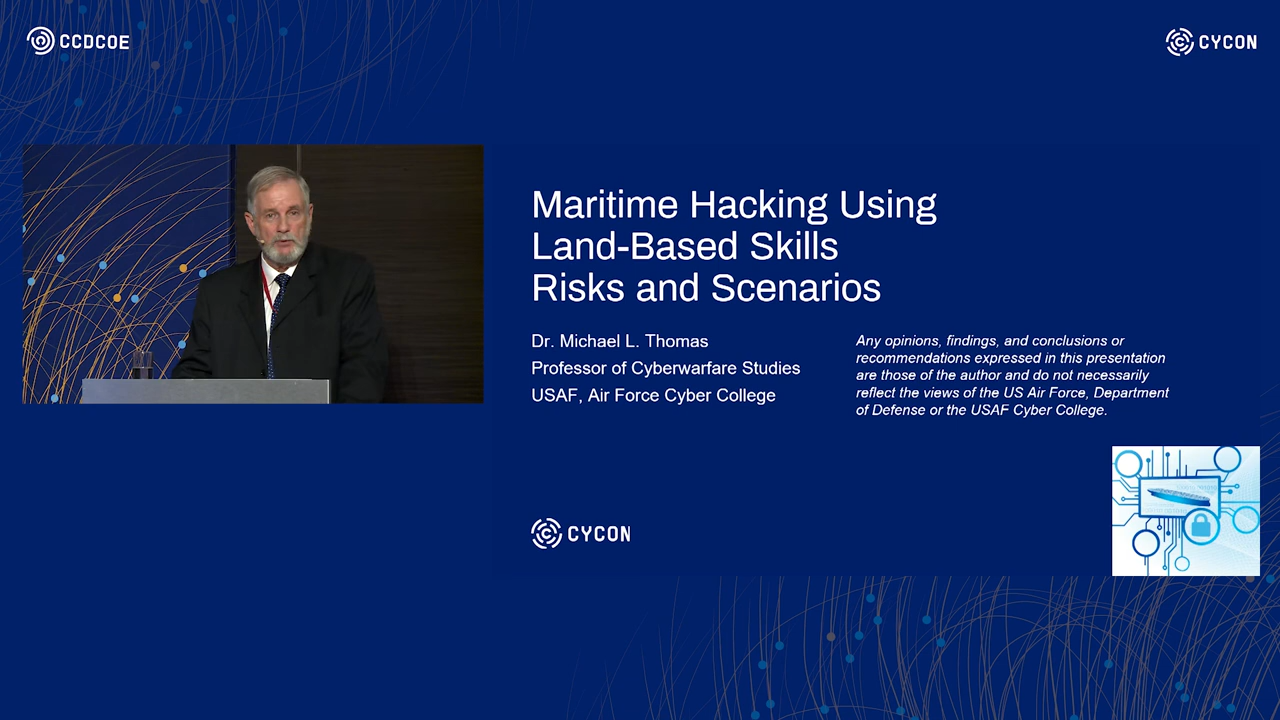 CCDCOE
CYCON
Maritime Hacking Using
Land-Based Skills
Risks and Scenarios
Dr. Michael L. Thomas
Professor of Cyberwarfare Studies
USAF, Air Force Cyber College
Any opinions, findings, and conclusions or
recommendations expressed in this presentation
are those of the author and do not necessarily
reflect the views of the US Air Force, Department
of Defense or the USAF Cyber College.
CYCON